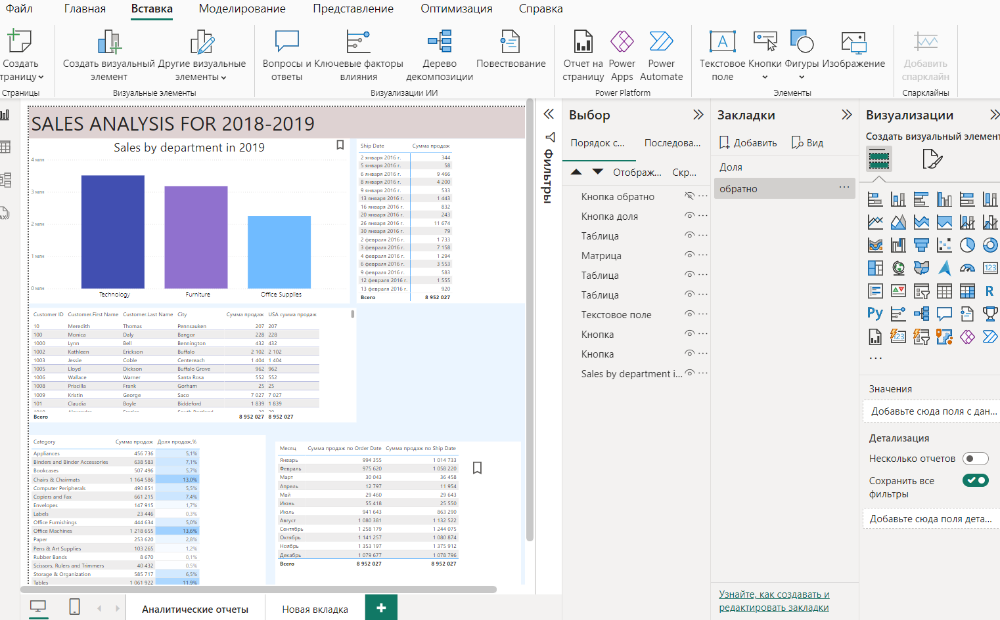 Файл Главная Вставка Моделирование Представление Оптимизация Справка
Создать Создать визуальный Другие визуальные Вопросы и Ключевые факторы Дерево Повествование Отчет на Power Power Текстовое Кнопки Фигуры Изображение Добавить
траницу элемент элементы ответы влияния декомпозиции страницу Apps Automate поле спарклайн
Страницы Визуальные элементы Визуализации ИИ Power Platform Элементы Спарклайны
SALES ANALYSIS FOR 2018-2019
Sales by department in 2019
4 млн
3 млн
2 млн
1 млн
0 млн
Technology Furniture Office Supplies
Ship Date Сумма продаж
2 января 2016 г. 344
5 января 2016 г. 58
6 января 2016 г. 9 466
8 января 2016 г. 4 200
9 января 2016 г. 533
13 января 2016 г. 1 443
16 января 2016 г. 832
20 января 2016 г. 243
26 января 2016 г. 11 674
30 января 2016 г. 79
2 февраля 2016 г. 1 733
3 февраля 2016 г. 7 158
4 февраля 2016 г. 1 294
6 февраля 2016 г. 3 553
9 февраля 2016 г. 583
12 февраля 2016 г. 1 555
13 февраля 2016 г. 920
Всего 8 952 027
Customer ID Customer.First Name Customer.Last Name City Сумма продаж USA сумма продаж
10 Meredith Thomas Pennsauken 207 207
100 Monica Daly Bangor 228 228
1000 Lynn Bell Bennington 432 432
1002 Kathleen Erickson Buffalo 2 102 2 102
1003 Jessie Coble Centereach 1 404 1 404
1005 Lloyd Dickson Buffalo Grove 962 962
1006 Wallace Warner Santa Rosa 552 552
1008 Priscilla Frank Gorham 25 25
1009 Kristin George Saco 7 027 7 027
101 Claudia Boyle Biddeford 1 839 1 839
Всего 8 952 027 8 952 027
Category Сумма продаж Доля продаж,%
Appliances 456 736 5,1%
Binders and Binder Accessories 638 583 7,1%
Bookcases 507 496 5,7%
Chairs & Chairmats 1 164 586 13,0%
Computer Peripherals 490 851 5,5%
Copiers and Fax 661 215 7,4%
Envelopes 147 915 1,7%
Labels 23 446 0,3%
Office Furnishings 444 634 5,0%
Office Machines 1 218 655 13,6%
Paper 253 620 2,8%
Pens & Art Supplies 103 265 1,2%
Rubber Bands 8 670 0,1%
Scissors, Rulers and Trimmers 40 432 0,5%
Storage & Organization 585 717 6,5%
Tables 1 061 922 11,9%
Месяц Сумма продаж по Order Date Сумма продаж по Ship Date
Январь 994 355 1 014 733
Февраль 975 620 1 058 220
Март 30 043 36 458
Апрель 12 797 11 954
Май 29 460 29 643
Июнь 55 418 25 550
Июль 941 643 863 290
Август 1 080 381 1 132 522
Сентябрь 1 258 179 1 244 075
Октябрь 1 141 257 1 080 874
Ноябрь 1 353 197 1 375 912
Декабрь 1 079 677 1 078 796
Всего 8 952 027 8 952 027
Аналитические отчеты Новая вкладка
Фильтры
Выбор
Порядок с... Последова...
Отображ... Скр...
Кнопка обратно
Кнопка доля
Таблица
Матрица
Таблица
Таблица
Текстовое поле
Кнопка
Кнопка
Sales by department i...
Закладки
Добавить Вид
Доля
обратно
Узнайте, как создавать и
редактировать закладки
Визуализации
Создать визуальный элемент
123
R
Py
123
Значения
Добавьте сюда поля с дан...
Детализация
Несколько отчетов
Сохранить все
фильтры
Добавьте сюда поля дета...